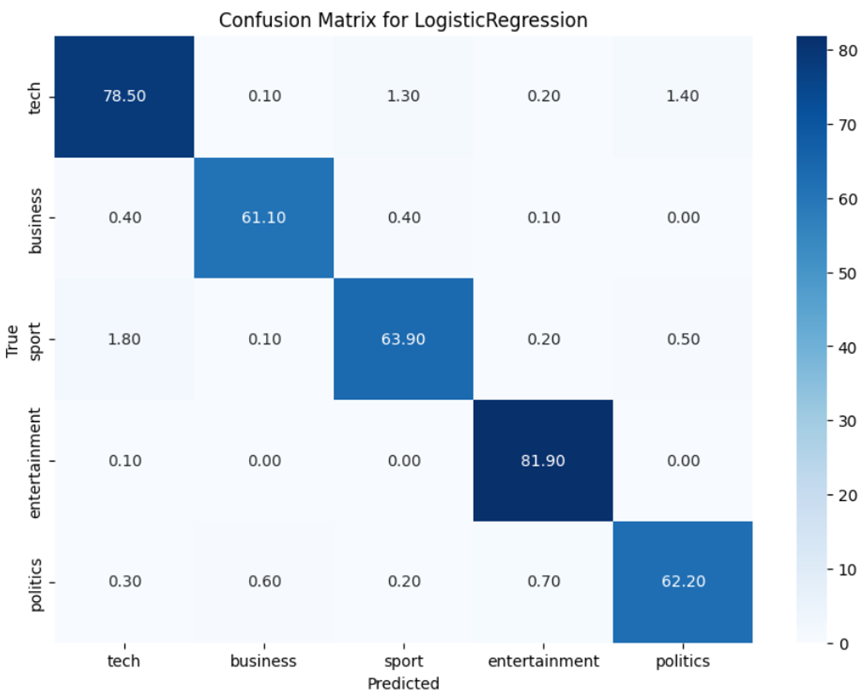 Confusion Matrix for LogisticRegression
tech
78.50 0.10 1.30 0.20 1.40
business
0.40 61.10 0.40 0.10 0.00
True
sport
1.80 0.10 63.90 0.20 0.50
entertainment
0.10 0.00 0.00 81.90 0.00
politics
0.30 0.60 0.20 0.70 62.20
tech business sport entertainment politics
Predicted
80
70
60
50
40
30
20
10
0